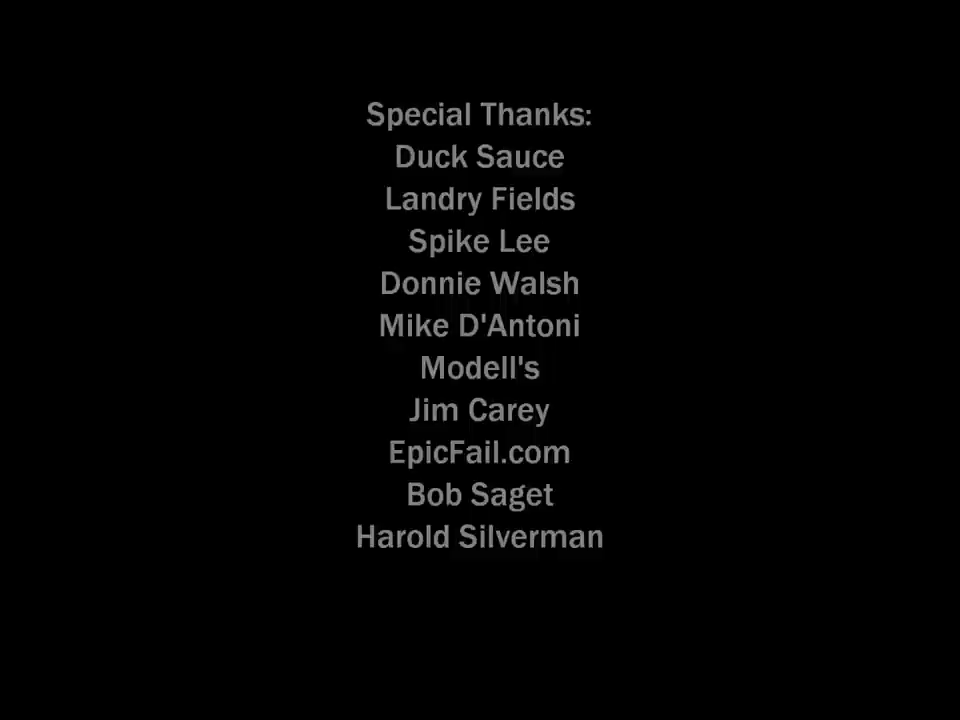 Special Thanks:
Duck Sauce
Landry Fields
Spike Lee
Donnie Walsh
Mike D'Antoni
Modell's
Jim Carey
EpicFail.com
Bob Saget
Harold Silverman